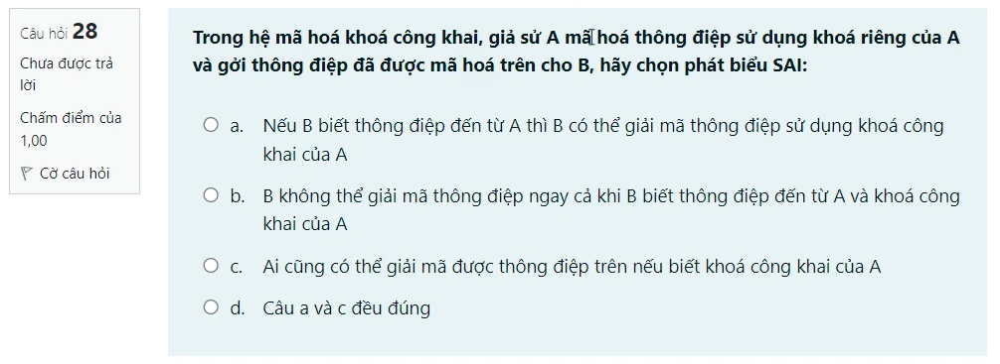 Câu hỏi 28
Chưa được trả
lời
Chấm điểm của
1,00
Cờ câu hỏi
Trong hệ mã hoá khoá công khai, giả sử A mã hoá thông điệp sử dụng khoá riêng của A
và gởi thông điệp đã được mã hoá trên cho B, hãy chọn phát biểu SAI:
a. Nếu B biết thông điệp đến từ A thì B có thể giải mã thông điệp sử dụng khoá công
khai của A
b. B không thể giải mã thông điệp ngay cả khi B biết thông điệp đến từ A và khoá công
khai của A
c. Ai cũng có thể giải mã được thông điệp trên nếu biết khoá công khai của A
d. Câu a và c đều đúng